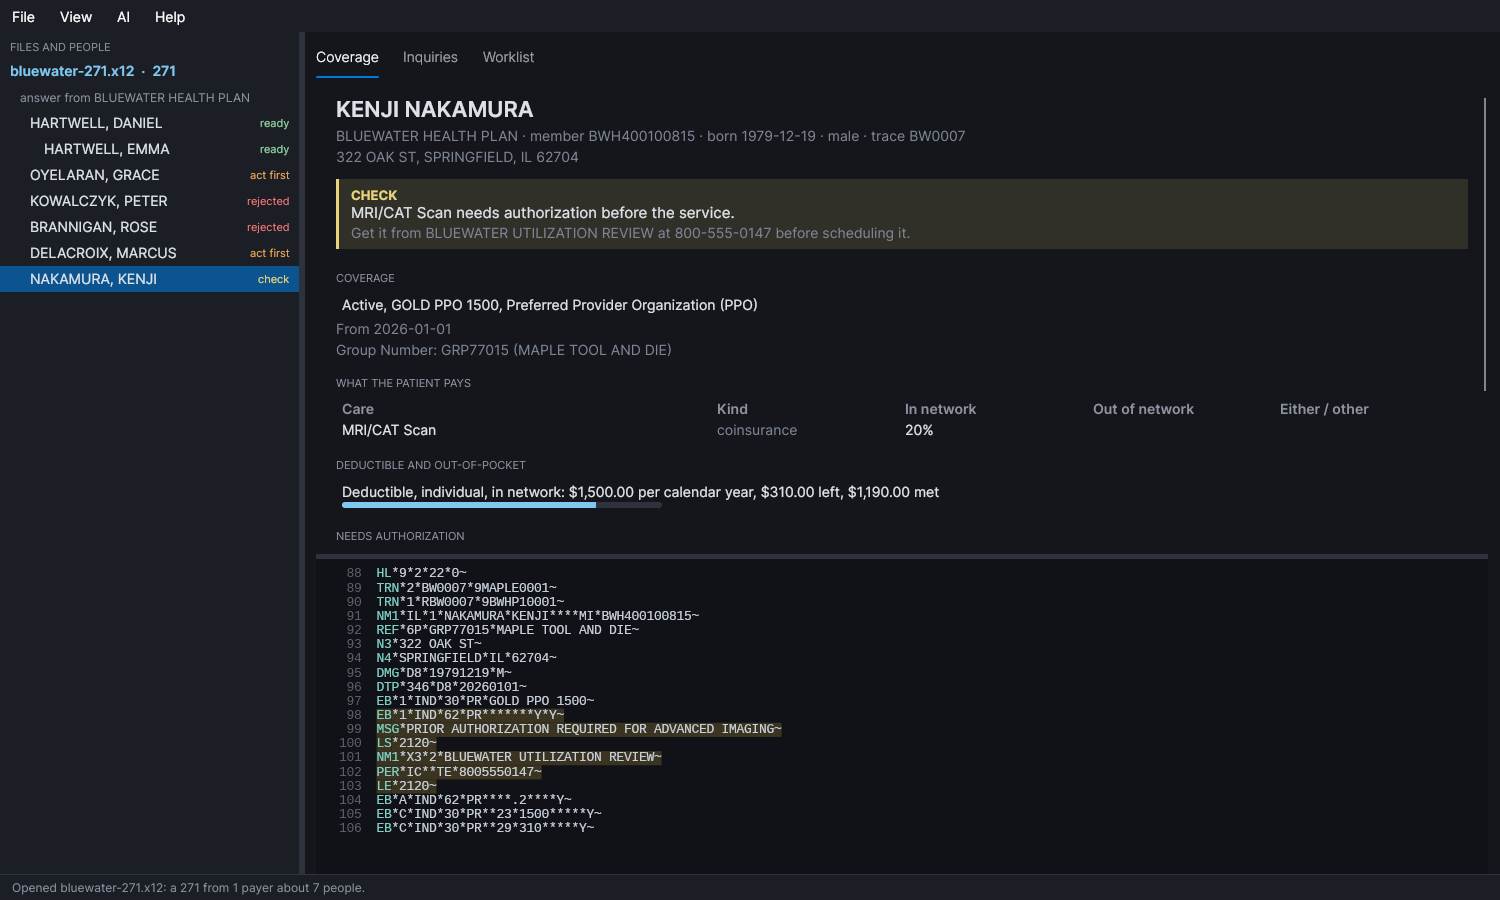 File View AI Help
FILES AND PEOPLE
bluewater-271.x12 · 271
answer from BLUEWATER HEALTH PLAN
HARTWELL, DANIEL ready
HARTWELL, EMMA ready
OYELARAN, GRACE act first
KOWALCZYK, PETER rejected
BRANNIGAN, ROSE rejected
DELACROIX, MARCUS act first
NAKAMURA, KENJI check
Coverage Inquiries Worklist
KENJI NAKAMURA
BLUEWATER HEALTH PLAN · member BWH400100815 · born 1979-12-19 · male · trace BW0007
322 OAK ST, SPRINGFIELD, IL 62704
CHECK
MRI/CAT Scan needs authorization before the service.
Get it from BLUEWATER UTILIZATION REVIEW at 800-555-0147 before scheduling it.
COVERAGE
Active, GOLD PPO 1500, Preferred Provider Organization (PPO)
From 2026-01-01
Group Number: GRP77015 (MAPLE TOOL AND DIE)
WHAT THE PATIENT PAYS
Care Kind In network Out of network Either / other
MRI/CAT Scan coinsurance 20%
DEDUCTIBLE AND OUT-OF-POCKET
Deductible, individual, in network: $1,500.00 per calendar year, $310.00 left, $1,190.00 met
NEEDS AUTHORIZATION
88 HL*9*2*22*0~
89 TRN*2*BW0007*9MAPLE0001~
90 TRN*1*RBW0007*9BWHP10001~
91 NM1*IL*1*NAKAMURA*KENJI****MI*BWH400100815~
92 REF*6P*GRP77015*MAPLE TOOL AND DIE~
93 N3*322 OAK ST~
94 N4*SPRINGFIELD*IL*62704~
95 DMG*D8*19791219*M~
96 DTP*346*D8*20260101~
97 EB*1*IND*30*PR*GOLD PPO 1500~
98 EB*1*IND*62*PR*******Y*Y~
99 MSG*PRIOR AUTHORIZATION REQUIRED FOR ADVANCED IMAGING~
100 LS*2120~
101 NM1*X3*2*BLUEWATER UTILIZATION REVIEW~
102 PER*IC**TE*8005550147~
103 LE*2120~
104 EB*A*IND*62*PR****.2****Y~
105 EB*C*IND*30*PR**23*1500*****Y~
106 EB*C*IND*30*PR**29*310*****Y~
Opened bluewater-271.x12: a 271 from 1 payer about 7 people.